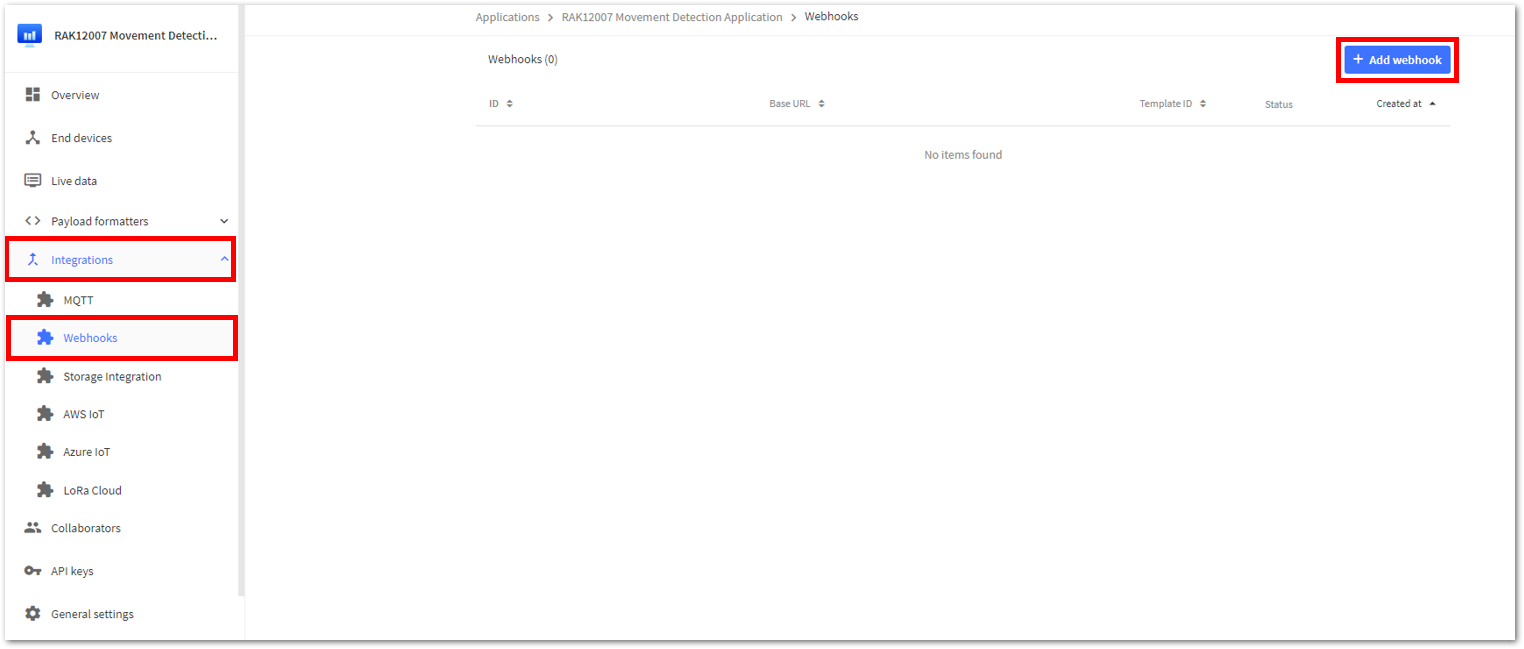 RAK12007 Movement Detecti...
Overview
End devices
Live data
Payload formatters
Integrations
MQTT
Webhooks
Storage Integration
AWS IoT
Azure IoT
LoRa Cloud
Collaborators
API keys
General settings
Applications > RAK12007 Movement Detection Application > Webhooks
Webhooks (0)
+ Add webhook
ID Base URL Template ID Status Created at
No items found